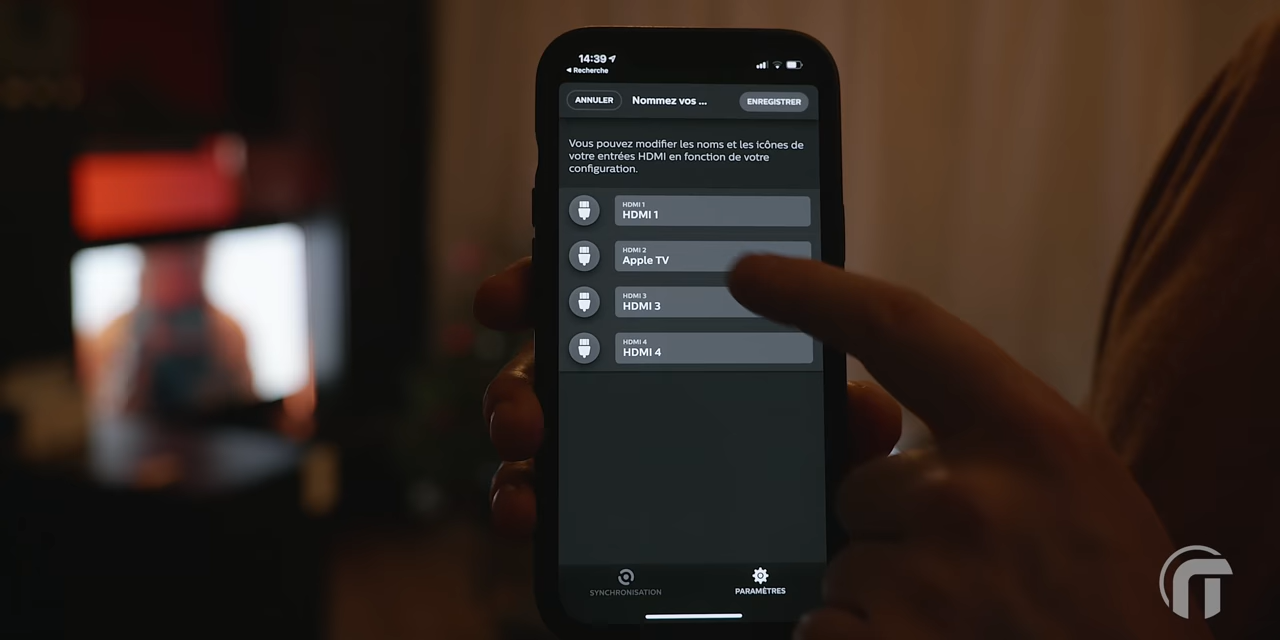 14:39
Recherche
ANNULER
Nommez vos ...
ENREGISTRER
Vous pouvez modifier les noms et les icônes de
votre entrées HDMI en fonction de votre
configuration.
HDMI 1
HDMI 1
HDMI 2
Apple TV
HDMI 3
HDMI 3
HDMI 4
HDMI 4
SYNCHRONISATION
PARAMÈTRES